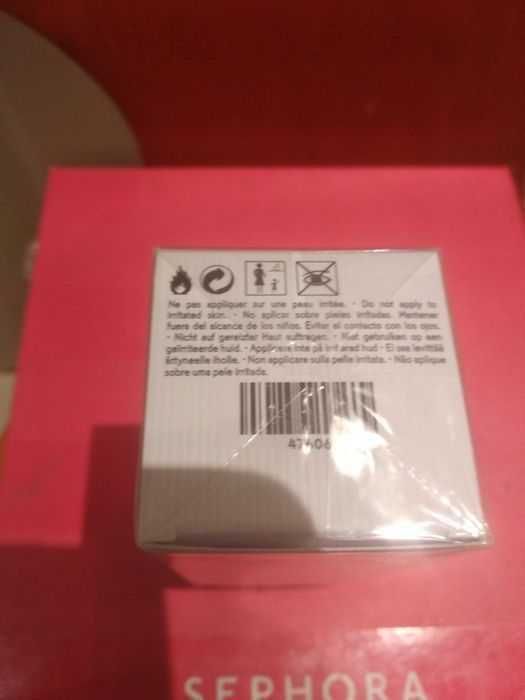 Ne pas appliquer sur une peau irritée. • Do not apply to
irritated skin. • No aplicar sobre pieles irritadas. Mantener
fuera del alcance de los niños. Evitar el contacto con los ojos.
• Nicht auf gereizter Haut auftragen. • Niet gebruiken op een
geïrriteerde huid. • Applicera inte på irriterad hud • Ei saa levittää
ärtyneelle iholle. • Non applicare sulla pelle irritata. • Não aplique
sobre uma pele irritada.
47606
SEPHORA